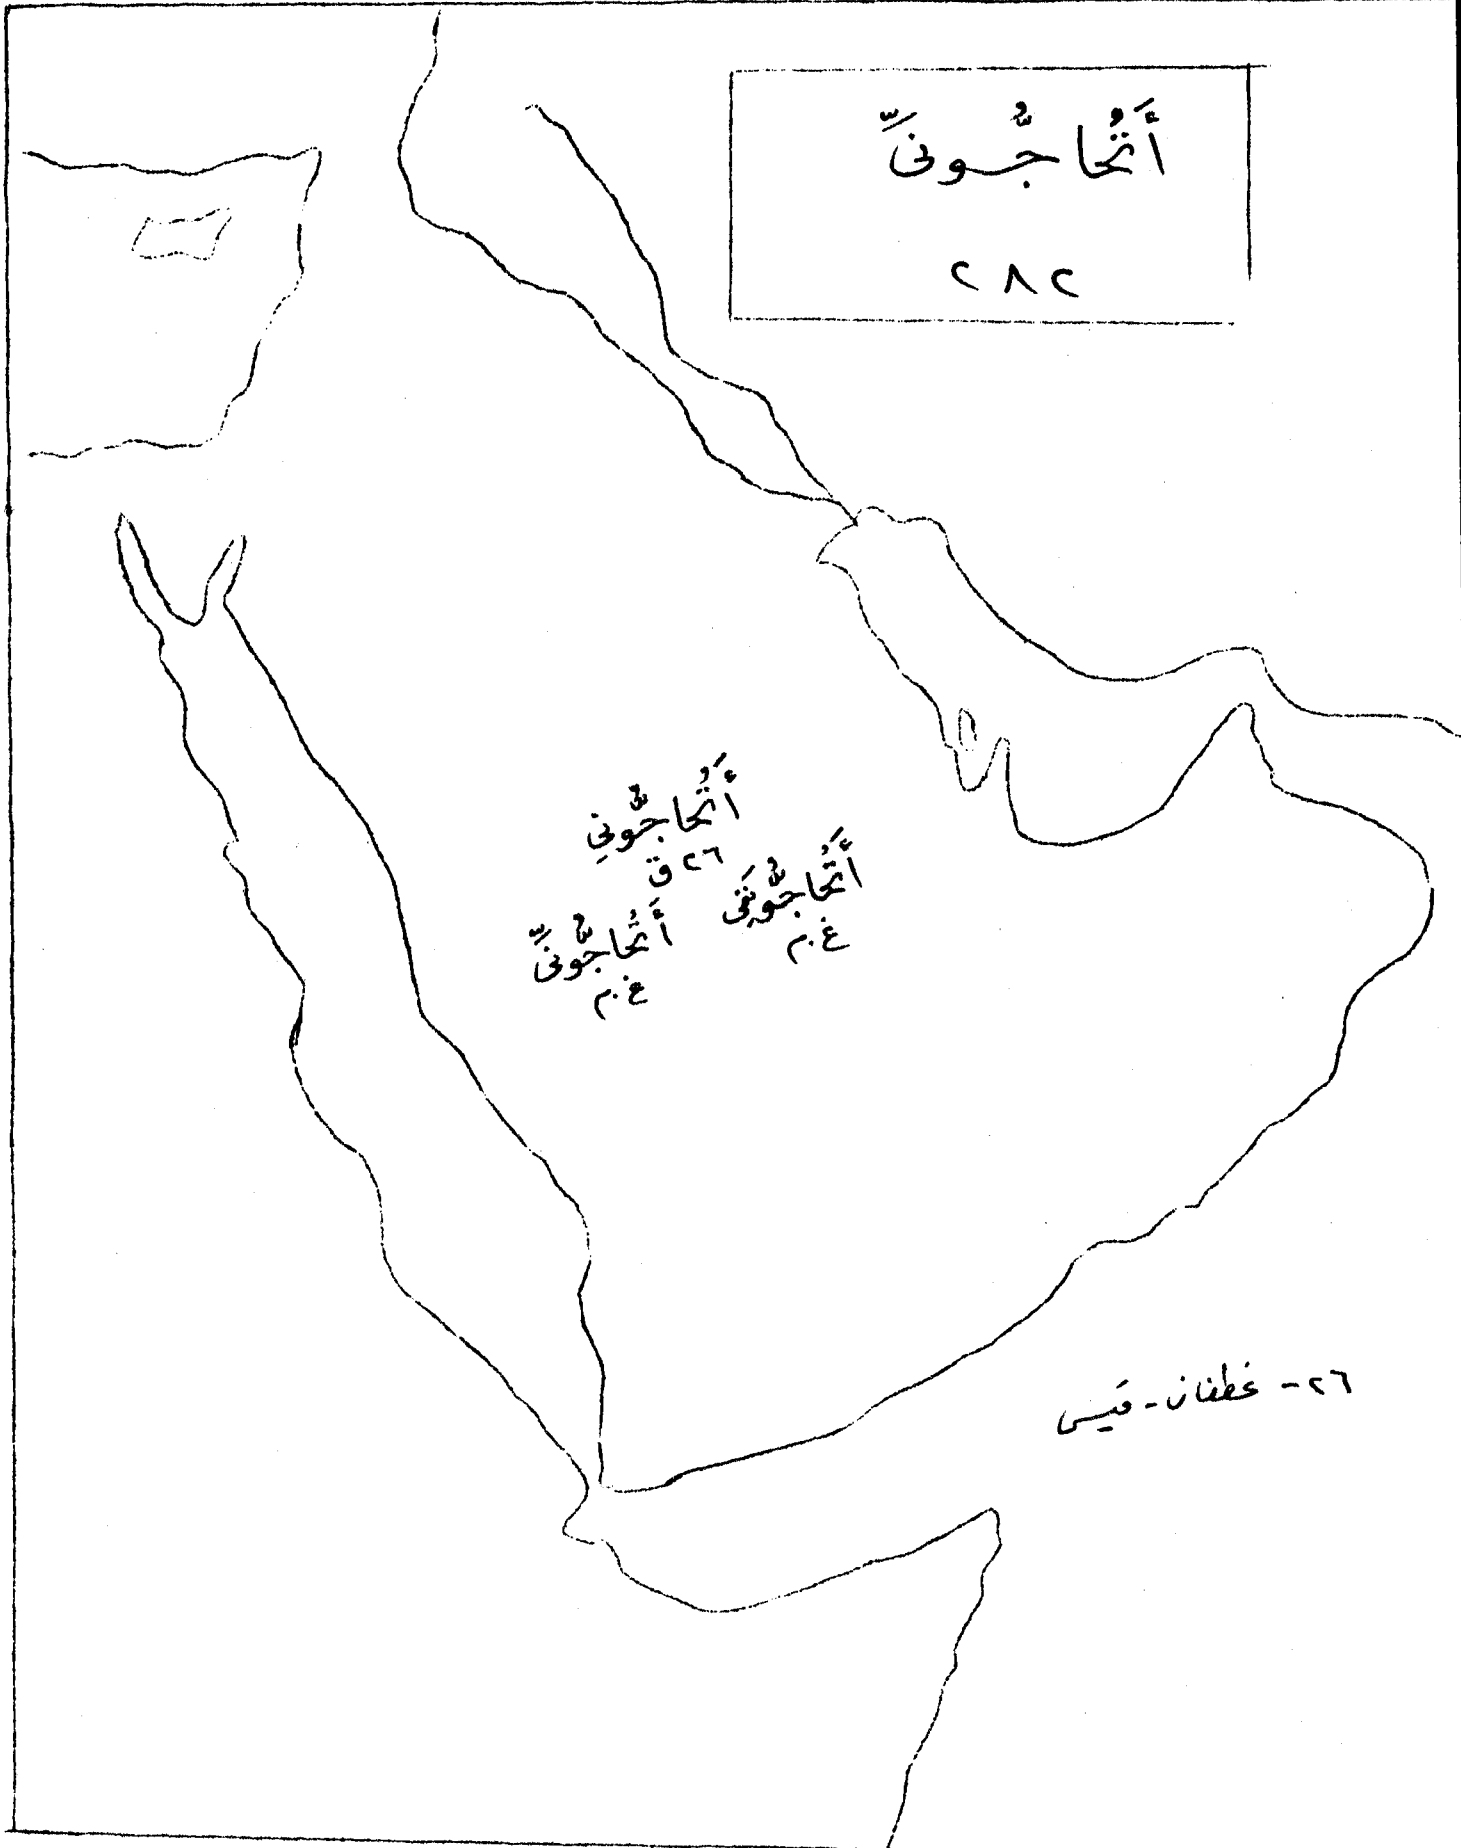 أَتُحَاجُّونِّي
٢٨٢
أَتُحَاجُّونِي
٢٦ ق
أَتُحَاجُّونَنِي
غ.م
أَتُحَاجُّونِّي
غ.م
٢٦- غطفان - قيس